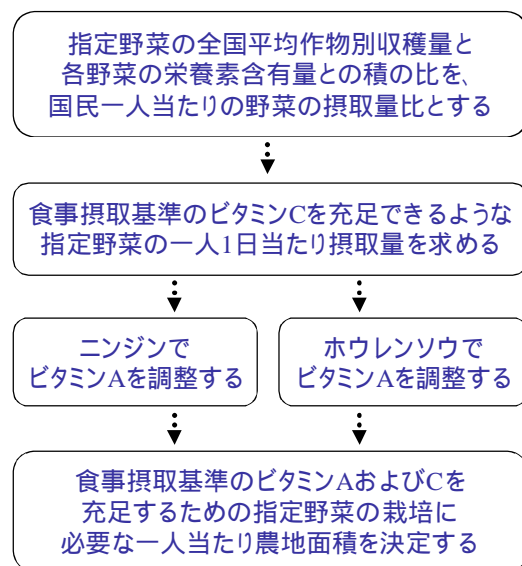 指定野菜の全国平均作物別収穫量と
各野菜の栄養素含有量との積の比を、
国民一人当たりの野菜の摂取量比とする
食事摂取基準のビタミンCを充足できるような
指定野菜の一人1日当たり摂取量を求める
ニンジンで
ビタミンAを調整する
ホウレンソウで
ビタミンAを調整する
食事摂取基準のビタミンAおよびCを
充足するための指定野菜の栽培に
必要な一人当たり農地面積を決定する